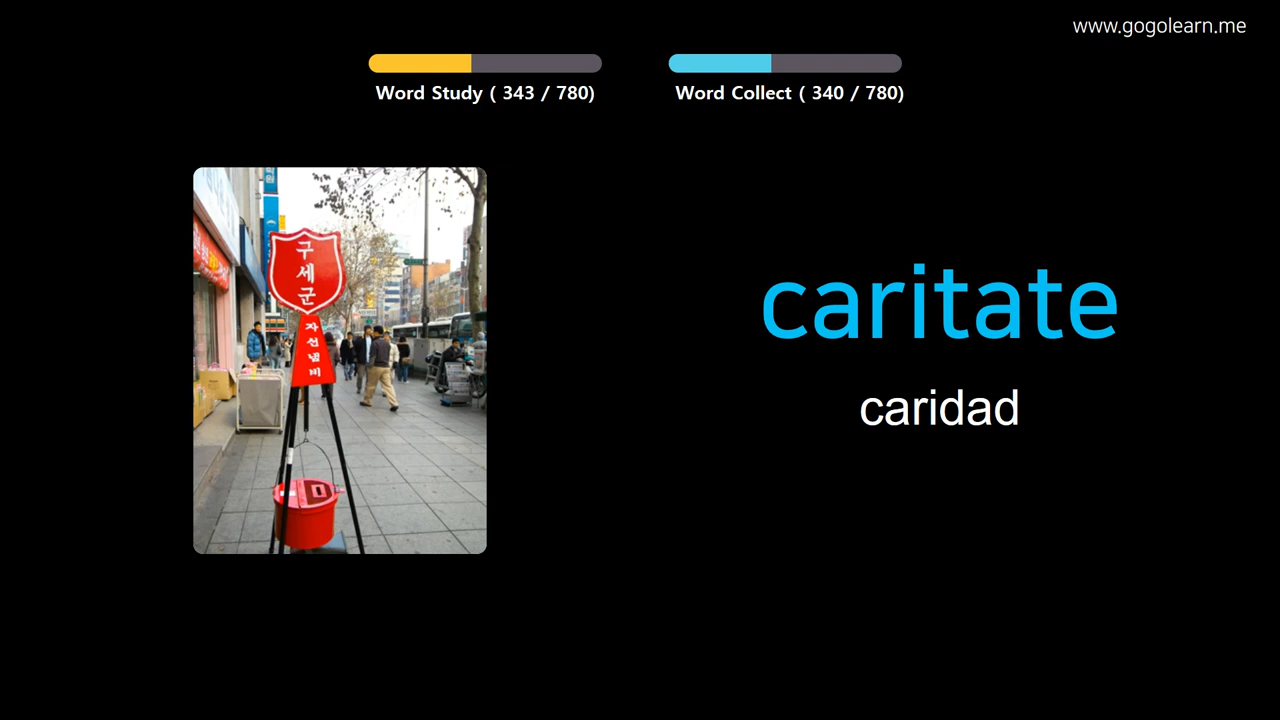 www.gogolearn.me
Word Study ( 343 / 780)
Word Collect ( 340 / 780)
구세군
자선냄비
caritate
caridad